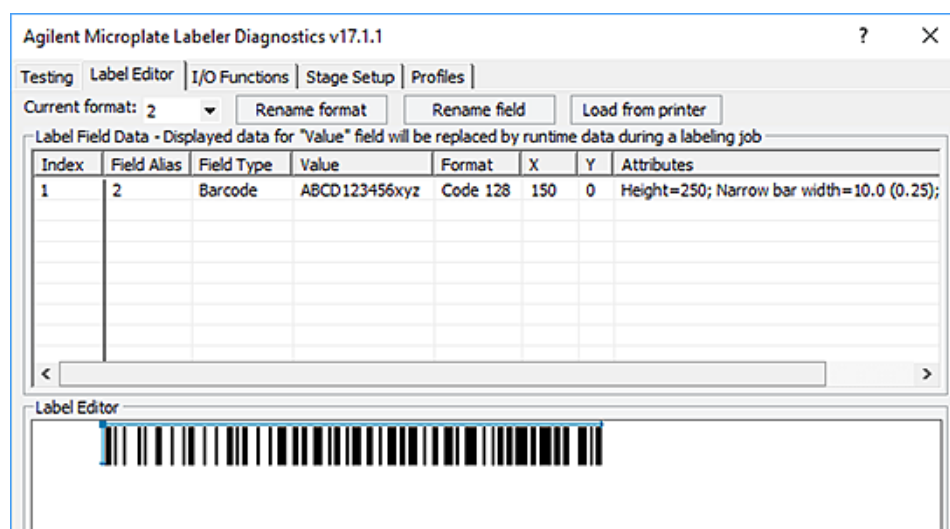 Agilent Microplate Labeler Diagnostics v17.1.1 ? ×
Testing Label Editor I/O Functions Stage Setup Profiles
Current format: 2 Rename format Rename field Load from printer
Label Field Data - Displayed data for "Value" field will be replaced by runtime data during a labeling job
Index Field Alias Field Type Value Format X Y Attributes
1 2 Barcode ABCD123456xyz Code 128 150 0 Height=250; Narrow bar width=10.0 (0.25);
Label Editor